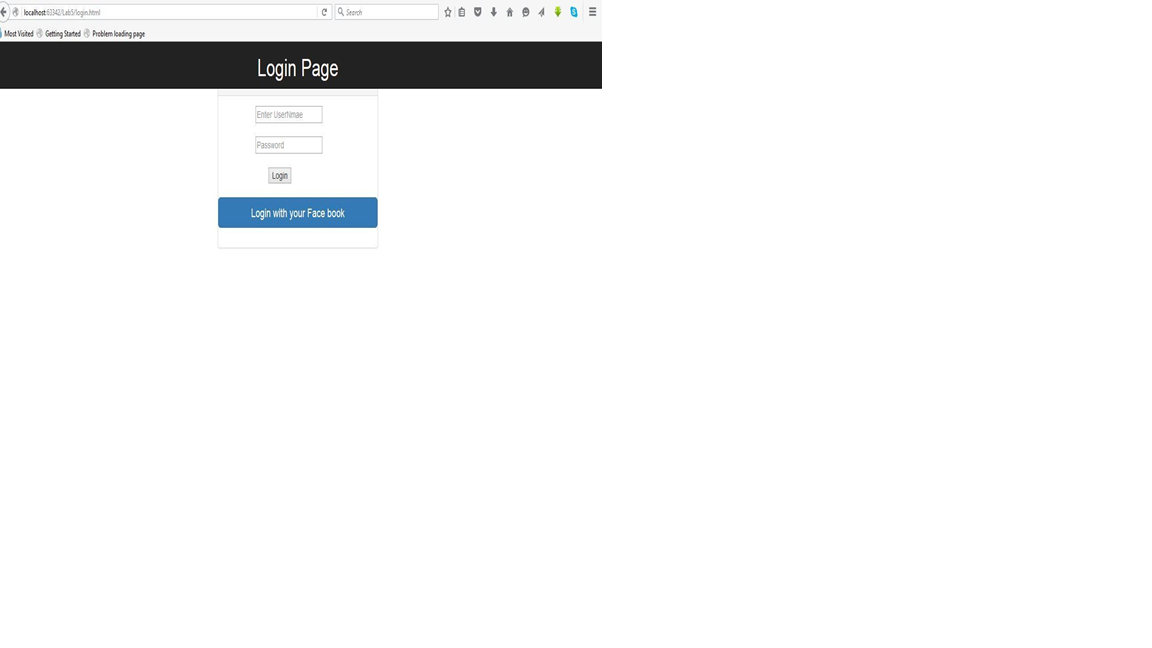 localhost:63342/Lab5/login.html
Search
Most Visited Getting Started Problem loading page
Login Page
Enter UserNmae
Password
Login
Login with your Face book